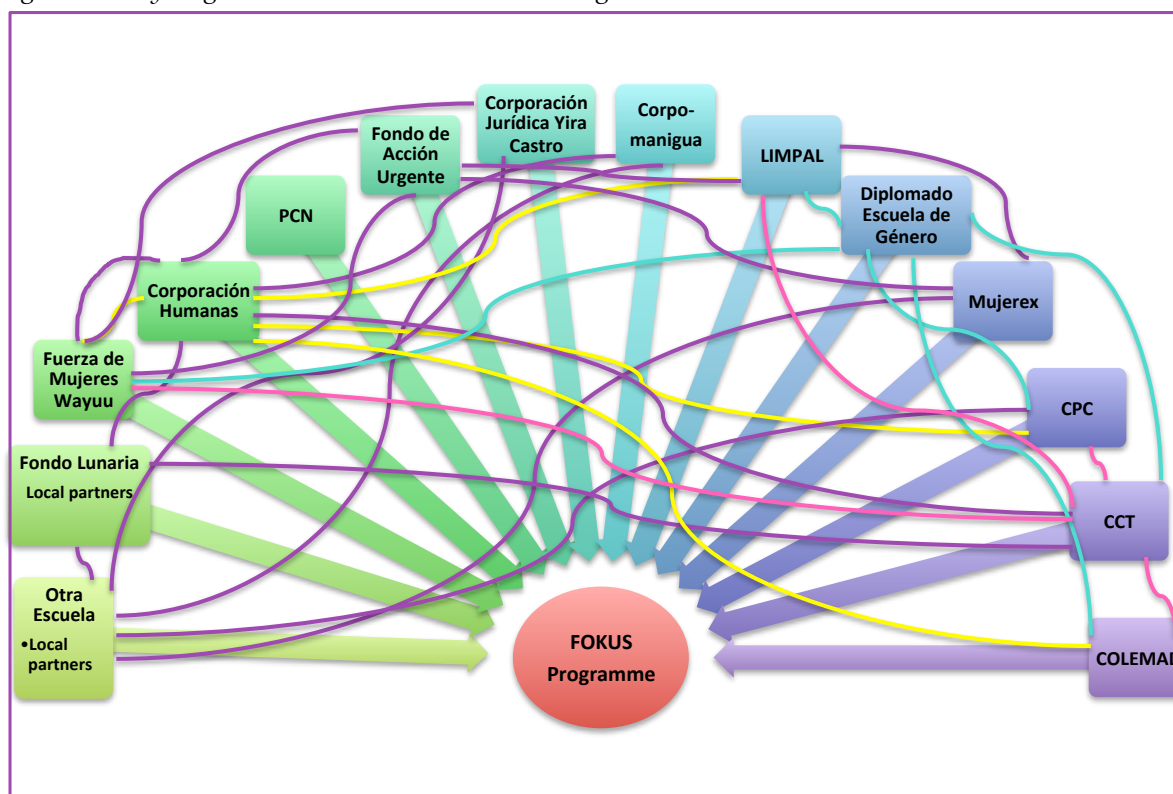 Corporación
Jurídica Yira
Castro
Corpo-
manigua
Fondo de
Acción
Urgente
LIMPAL
Diplomado
Escuela de
Género
PCN
Corporación
Humanas
Mujerex
Fuerza de
Mujeres
Wayuu
CPC
Fondo Lunaria
Local partners
CCT
Otra
Escuela
•Local
partners
FOKUS
Programme
COLEMAD